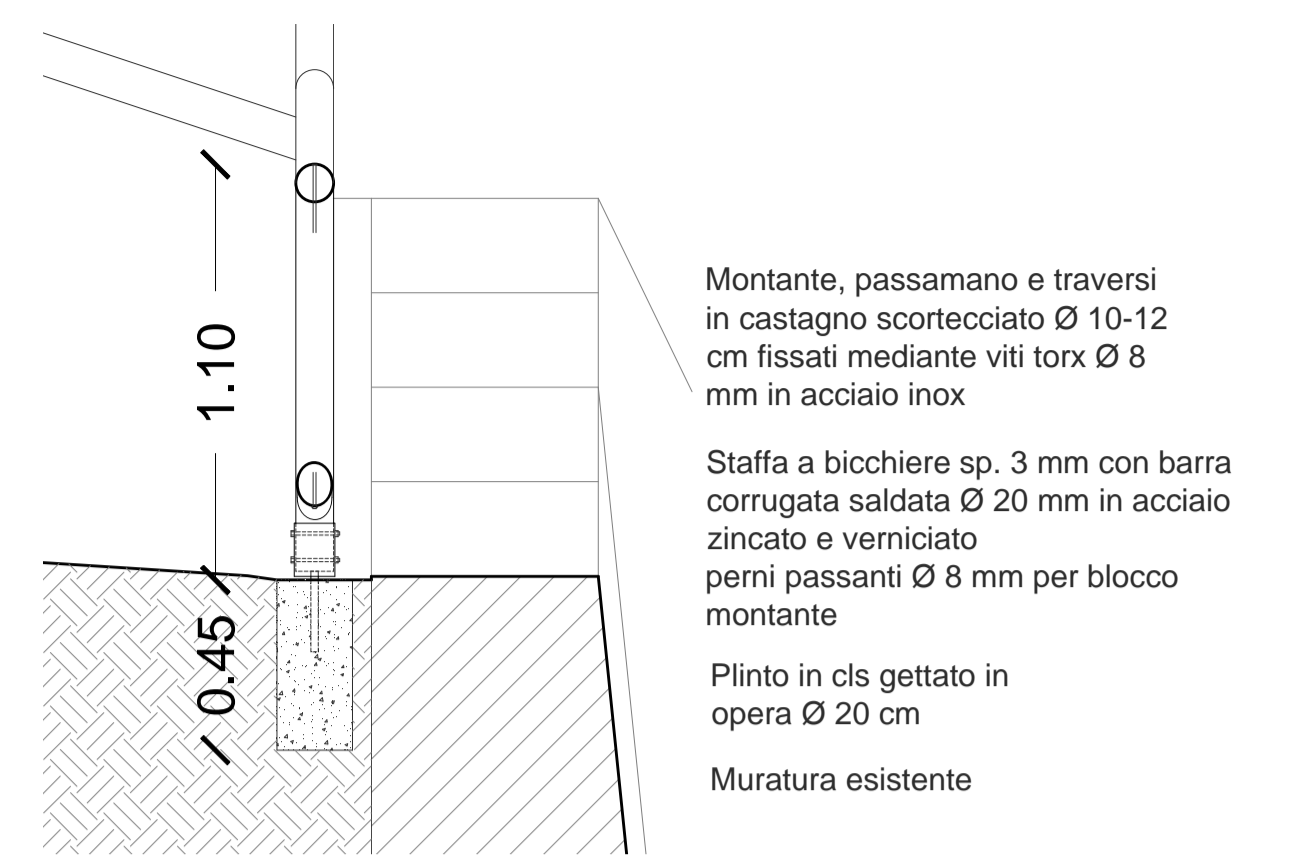 1.10
0.45
Montante, passamano e traversi
in castagno scortecciato Ø 10-12
cm fissati mediante viti torx Ø 8
mm in acciaio inox
Staffa a bicchiere sp. 3 mm con barra
corrugata saldata Ø 20 mm in acciaio
zincato e verniciato
perni passanti Ø 8 mm per blocco
montante
Plinto in cls gettato in
opera Ø 20 cm
Muratura esistente